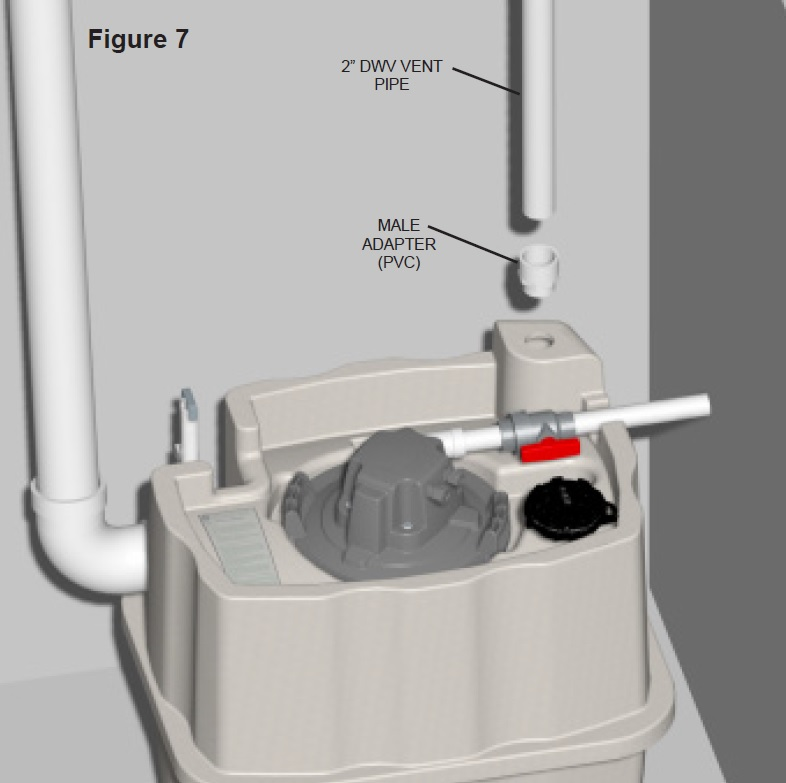 Figure 7
2” DWV VENT
PIPE
MALE
ADAPTER
(PVC)